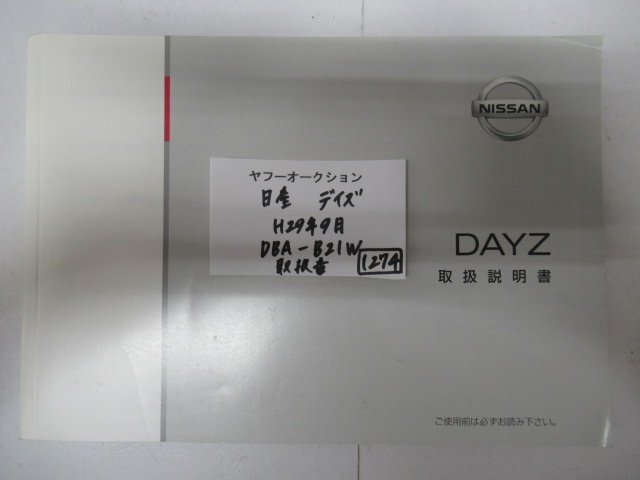 NISSAN
ヤフーオークション
日産 デイズ
H29年9月
DBA-B21W
取扱書
1274
DAYZ
取扱説明書
ご使用前は必ずお読み下さい。